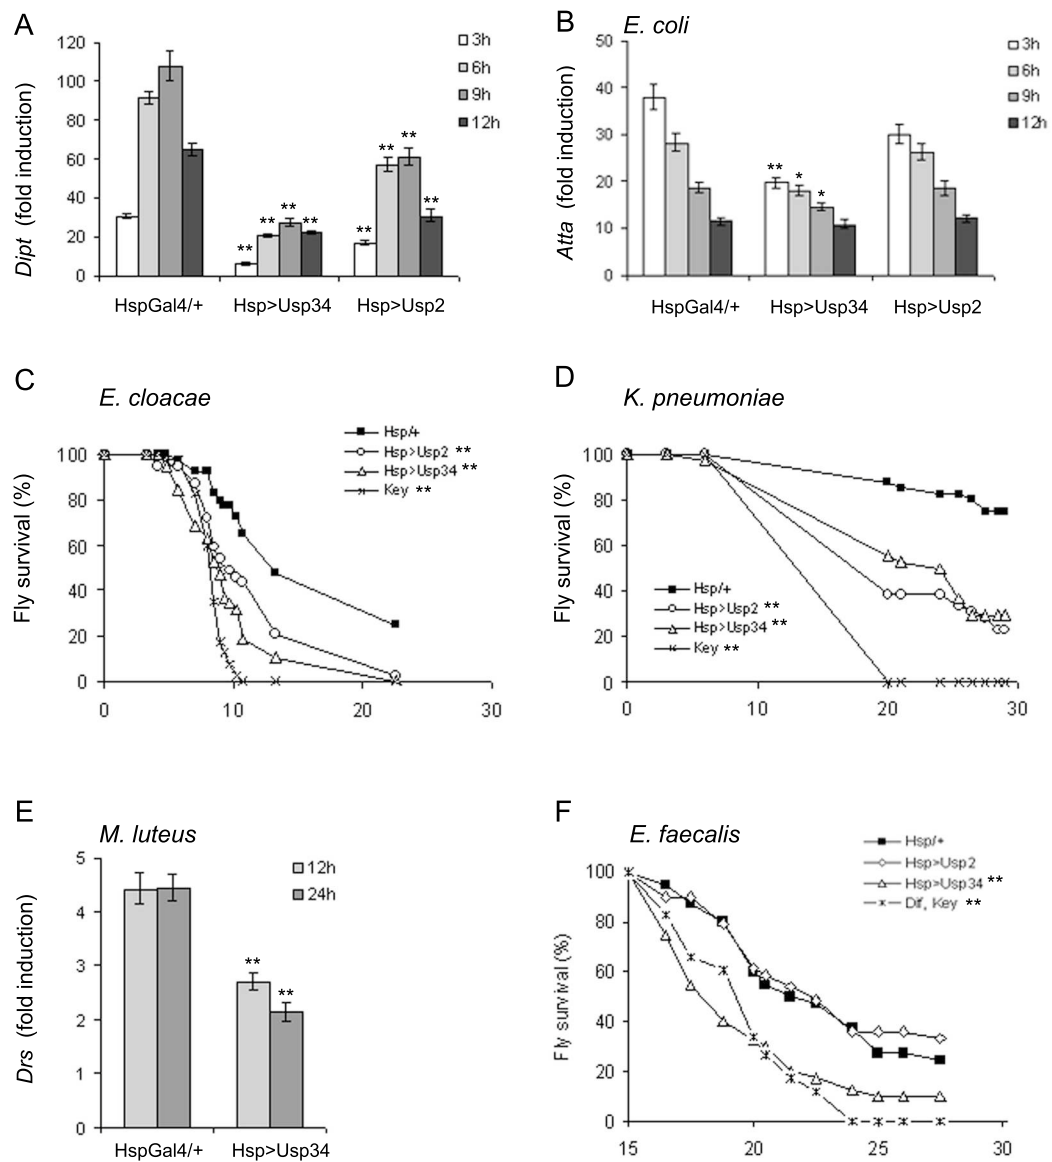 A
Dipt (fold induction)
120
100
80
60
40
20
0
3h
6h
9h
12h
** ** ** **
** ** ** **
HspGal4/+ Hsp>Usp34 Hsp>Usp2
B
E. coli
Atta (fold induction)
50
40
30
20
10
0
3h
6h
9h
12h
** * *
HspGal4/+ Hsp>Usp34 Hsp>Usp2
C
E. cloacae
Fly survival (%)
100
80
60
40
20
0
Hsp/+
Hsp>Usp2 **
Hsp>Usp34 **
Key **
0 10 20 30
D
K. pneumoniae
Fly survival (%)
100
80
60
40
20
0
Hsp/+
Hsp>Usp2 **
Hsp>Usp34 **
Key **
0 10 20 30
E
M. luteus
Drs (fold induction)
5
4
3
2
1
0
12h
24h
** **
HspGal4/+ Hsp>Usp34
F
E. faecalis
Fly survival (%)
100
80
60
40
20
0
Hsp/+
Hsp>Usp2
Hsp>Usp34 **
Dif, Key **
15 20 25 30